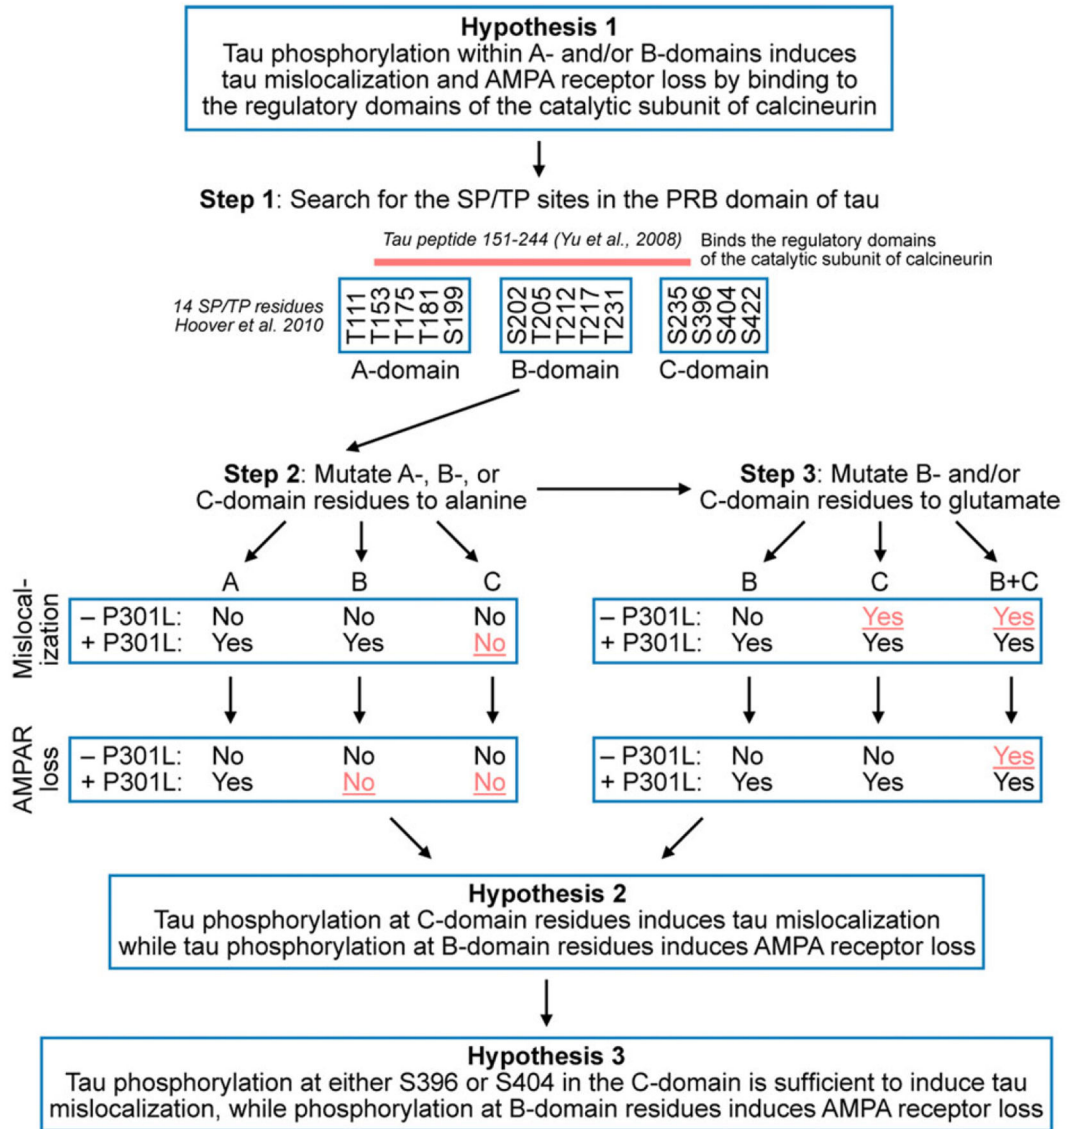 Hypothesis 1
Tau phosphorylation within A- and/or B-domains induces
tau mislocalization and AMPA receptor loss by binding to
the regulatory domains of the catalytic subunit of calcineurin
Step 1: Search for the SP/TP sites in the PRB domain of tau
Tau peptide 151-244 (Yu et al., 2008)
Binds the regulatory domains
of the catalytic subunit of calcineurin
14 SP/TP residues
Hoover et al. 2010
T111
T153
T175
T181
S199
S202
T205
T212
T217
T231
S235
S396
S404
S422
A-domain
B-domain
C-domain
Step 2: Mutate A-, B-, or
C-domain residues to alanine
Step 3: Mutate B- and/or
C-domain residues to glutamate
Mislocal-
ization
A B C
– P301L: No No No
+ P301L: Yes Yes No
B C B+C
– P301L: No Yes Yes
+ P301L: Yes Yes Yes
AMPAR
loss
– P301L: No No No
+ P301L: Yes No No
– P301L: No No Yes
+ P301L: Yes Yes Yes
Hypothesis 2
Tau phosphorylation at C-domain residues induces tau mislocalization
while tau phosphorylation at B-domain residues induces AMPA receptor loss
Hypothesis 3
Tau phosphorylation at either S396 or S404 in the C-domain is sufficient to induce tau
mislocalization, while phosphorylation at B-domain residues induces AMPA receptor loss